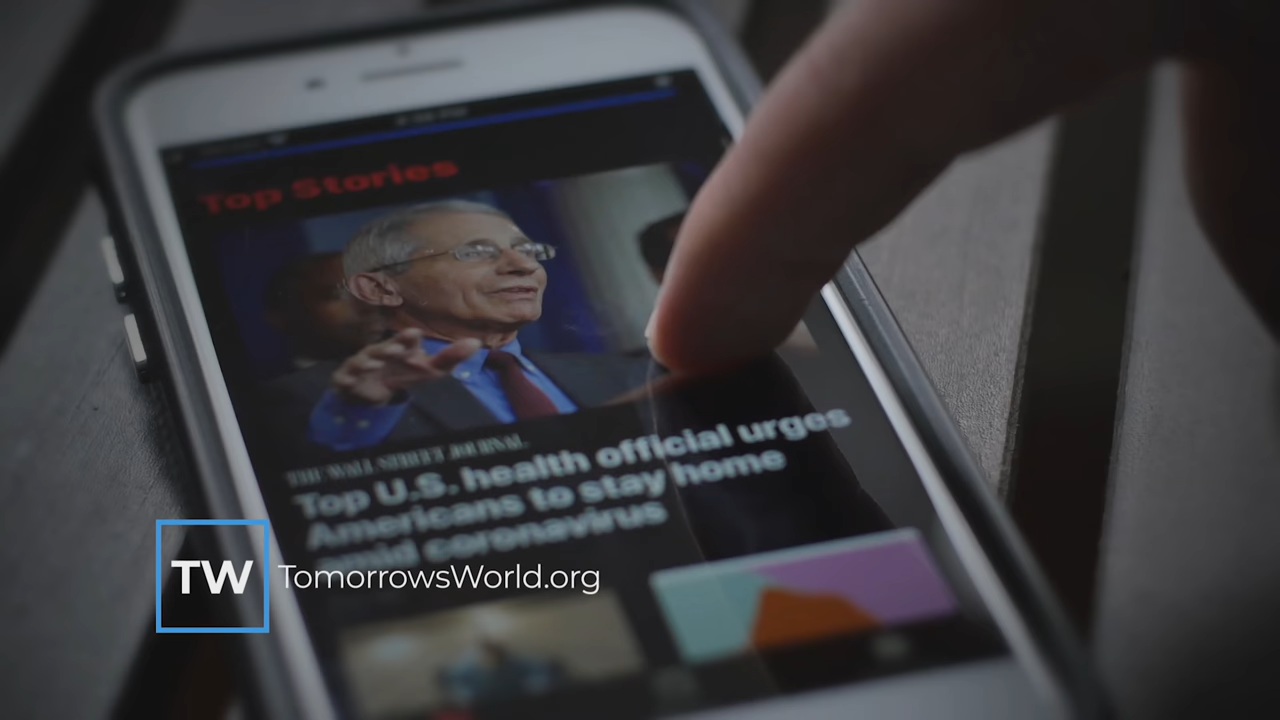 Top Stories
THE WALL STREET JOURNAL.
Top U.S. health official urges
Americans to stay home
amid coronavirus
TW
TomorrowsWorld.org